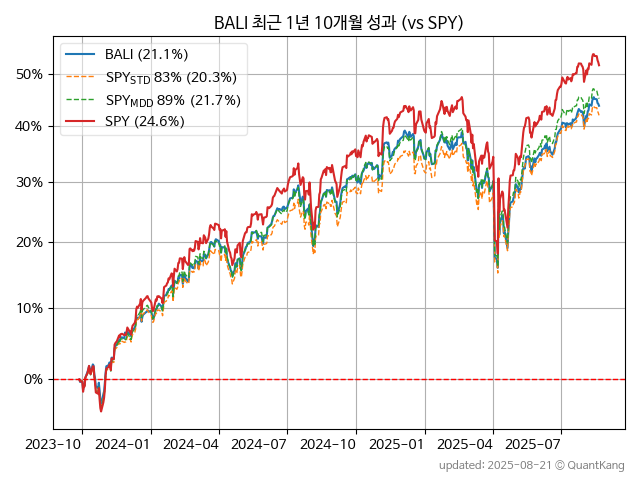 BALI 최근 1년 10개월 성과 (vs SPY)
BALI (21.1%)
SPY_STD 83% (20.3%)
SPY_MDD 89% (21.7%)
SPY (24.6%)
50%
40%
30%
20%
10%
0%
2023-10 2024-01 2024-04 2024-07 2024-10 2025-01 2025-04 2025-07
updated: 2025-08-21 © QuantKang